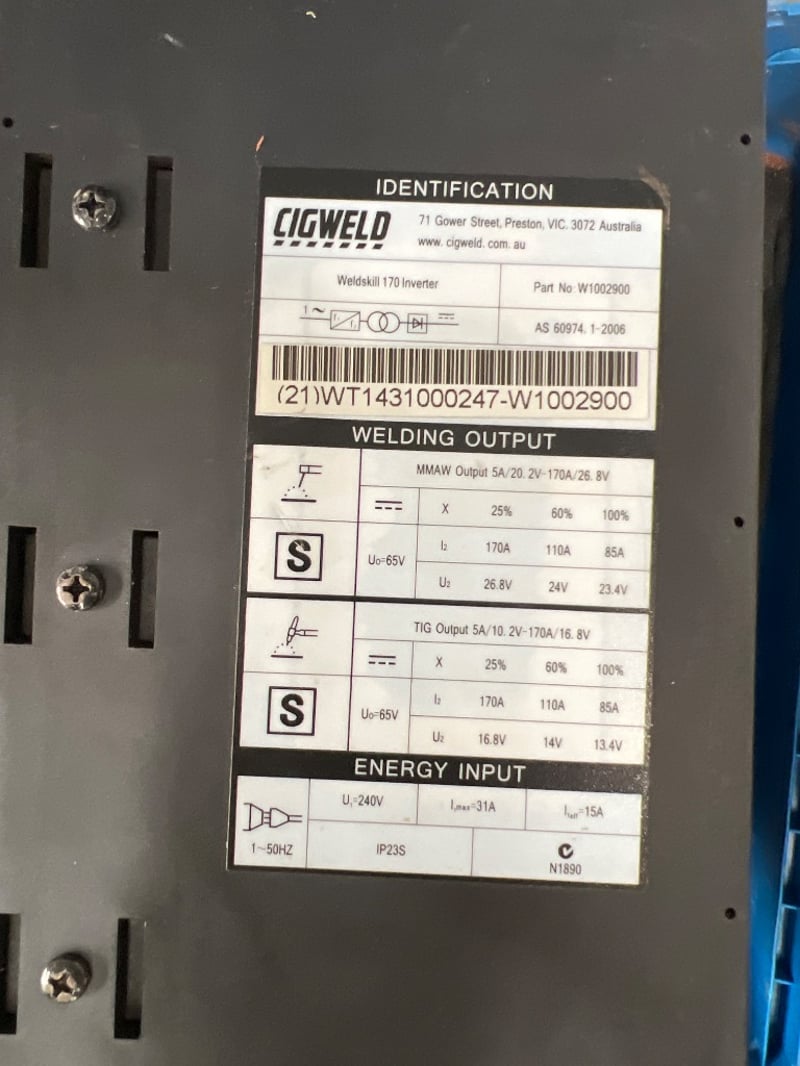 IDENTIFICATION
CIGWELD
71 Gower Street, Preston, VIC. 3072 Australia
www. cigweld. com. au
Weldskill 170 Inverter
Part No: W1002900
1 ~
f₁
f₂
AS 60974. 1-2006
(21)WT1431000247-W1002900
WELDING OUTPUT
MMAW Output 5A/20. 2V-170A/26. 8V
X 25% 60% 100%
S
U₀=65V
I₂ 170A 110A 85A
U₂ 26.8V 24V 23.4V
TIG Output 5A/10. 2V-170A/16. 8V
X 25% 60% 100%
S
U₀=65V
I₂ 170A 110A 85A
U₂ 16.8V 14V 13.4V
ENERGY INPUT
U₁=240V I₁max=31A I₁eff=15A
1~50HZ IP23S
N1890